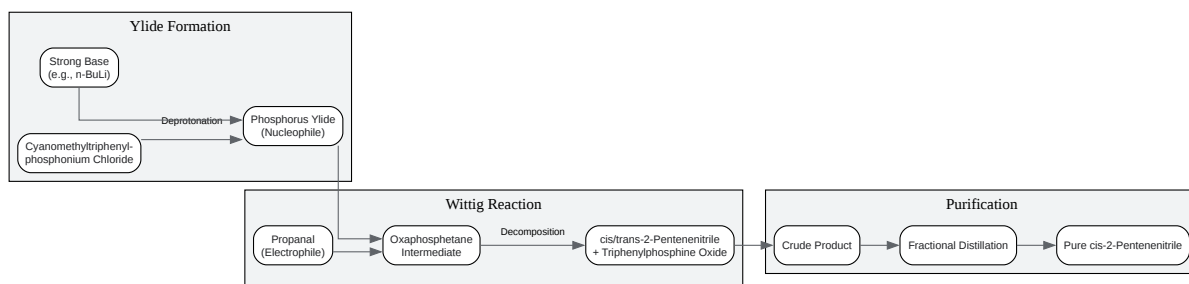 Ylide Formation
Strong Base
(e.g., n-BuLi)
Deprotonation
Phosphorus Ylide
(Nucleophile)
Cyanomethyltriphenyl-
phosphonium Chloride
Wittig Reaction
Propanal
(Electrophile)
Oxaphosphetane
Intermediate
Decomposition
cis/trans-2-Pentenenitrile
+ Triphenylphosphine Oxide
Purification
Crude Product
Fractional Distillation
Pure cis-2-Pentenenitrile